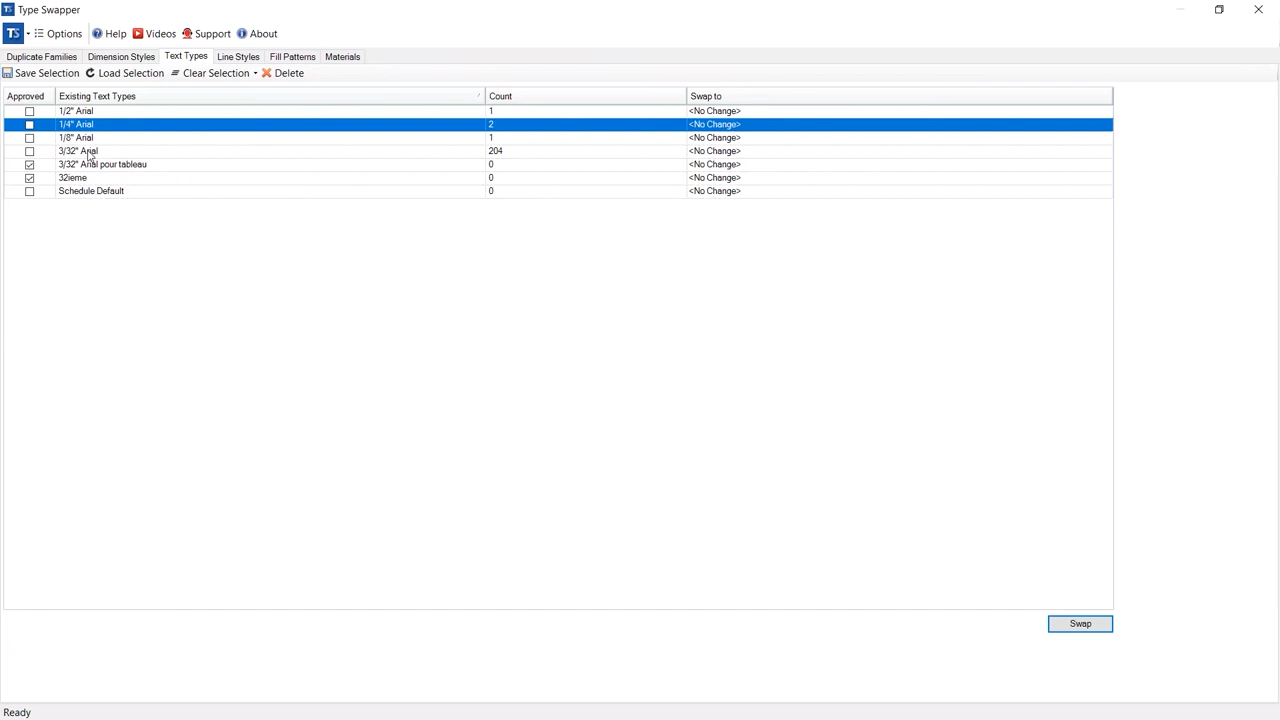 TS Type Swapper
TS Options Help Videos Support About
Duplicate Families Dimension Styles Text Types Line Styles Fill Patterns Materials
Save Selection Load Selection Clear Selection Delete
Approved Existing Text Types Count Swap to
1/2" Arial 1 <No Change>
1/4" Arial 2 <No Change>
1/8" Arial 1 <No Change>
3/32" Arial 204 <No Change>
3/32" Arial pour tableau 0 <No Change>
32ieme 0 <No Change>
Schedule Default 0 <No Change>
Swap
Ready